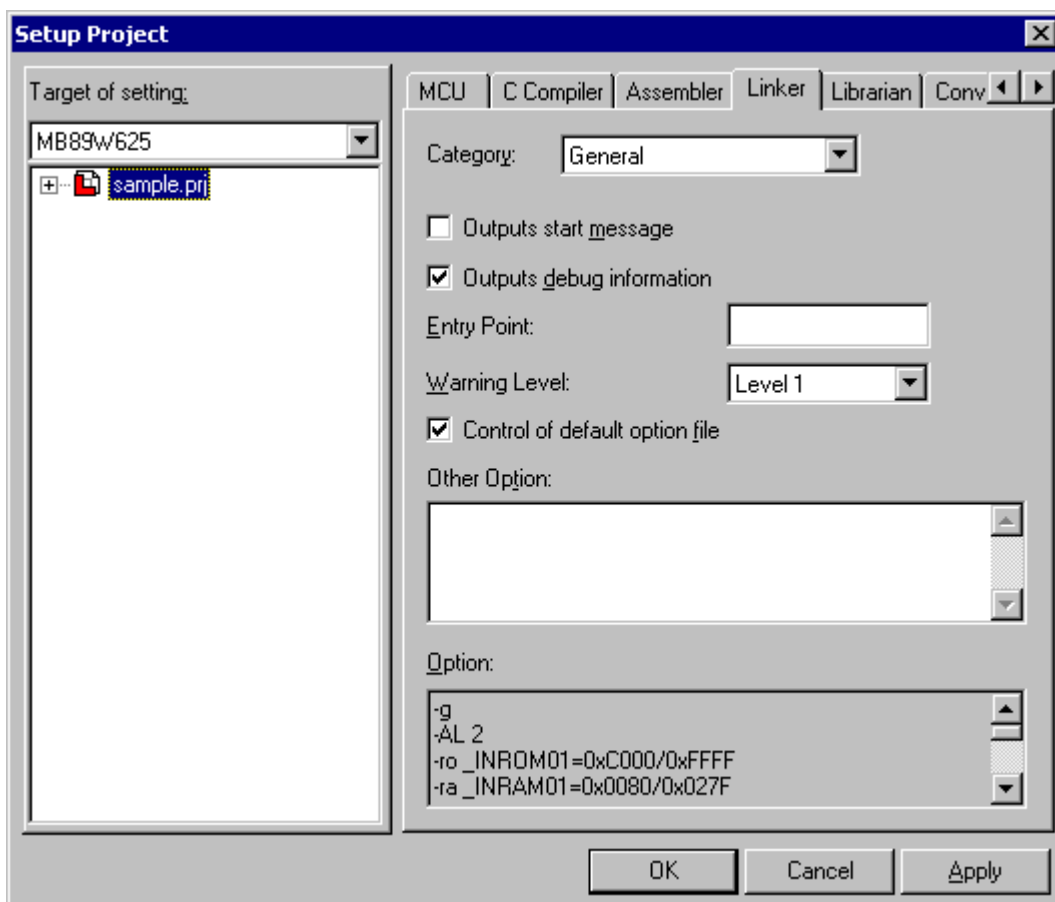 Setup Project
Target of setting:
MB89W625
sample.prj
MCU
C Compiler
Assembler
Linker
Librarian
Conv
Category:
General
Outputs start message
Outputs debug information
Entry Point:
Warning Level:
Level 1
Control of default option file
Other Option:
Option:
-g
-AL 2
-ro _INROM01=0xC000/0xFFFF
-ra _INRAM01=0x0080/0x027F
OK
Cancel
Apply